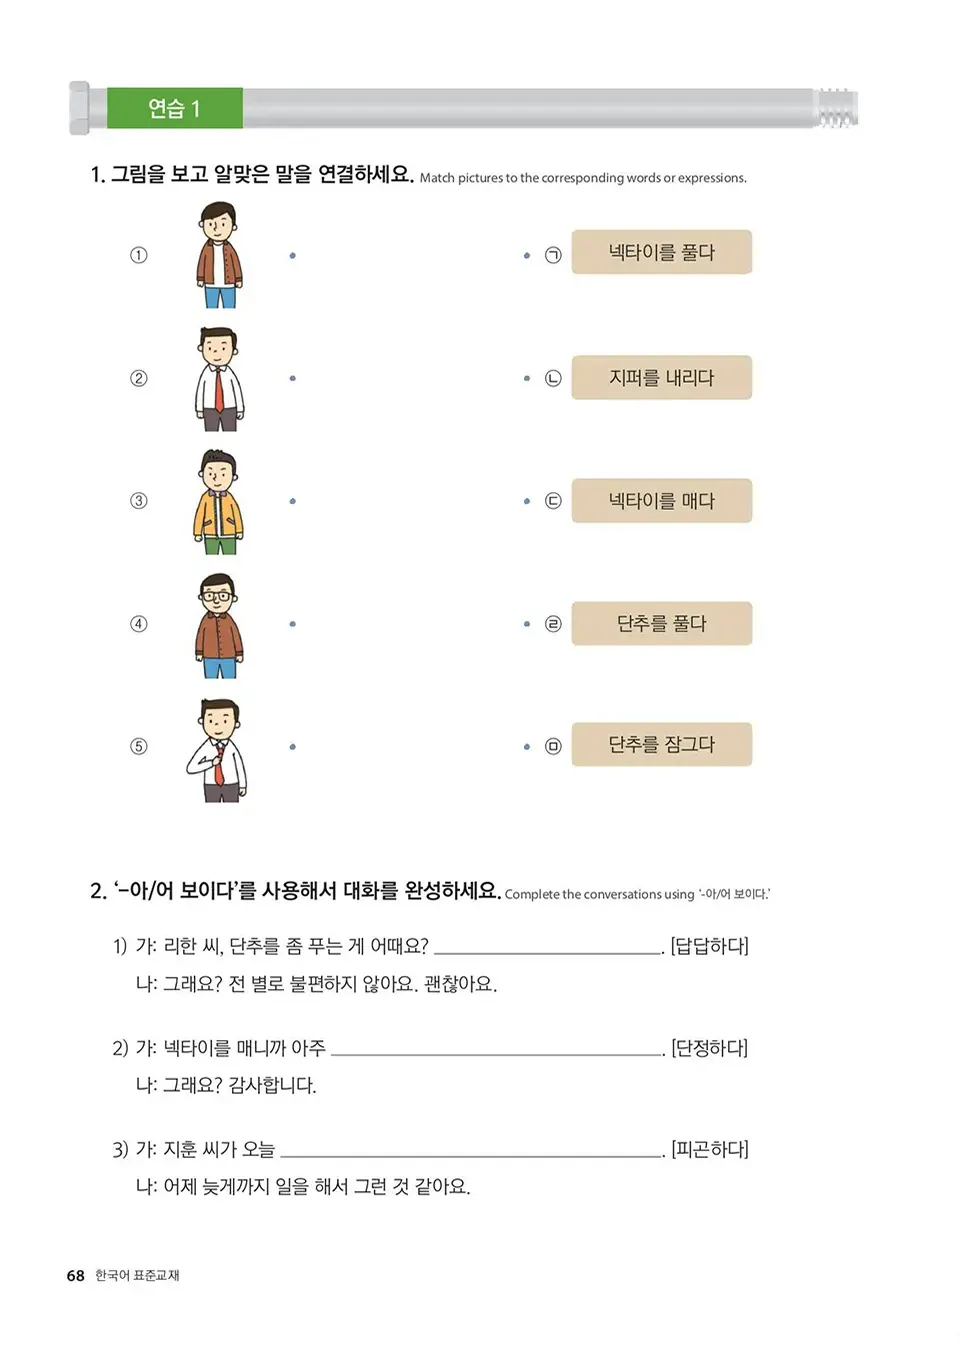 연습 1
1. 그림을 보고 알맞은 말을 연결하세요. Match pictures to the corresponding words or expressions.
① ㉠ 넥타이를 풀다
② ㉡ 지퍼를 내리다
③ ㉢ 넥타이를 매다
④ ㉣ 단추를 풀다
⑤ ㉤ 단추를 잠그다
2. ‘-아/어 보이다’를 사용해서 대화를 완성하세요. Complete the conversations using ‘-아/어 보이다.’
1) 가: 리한 씨, 단추를 좀 푸는 게 어때요? ____________________. [답답하다]
나: 그래요? 전 별로 불편하지 않아요. 괜찮아요.
2) 가: 넥타이를 매니까 아주 ____________________. [단정하다]
나: 그래요? 감사합니다.
3) 가: 지훈 씨가 오늘 ____________________. [피곤하다]
나: 어제 늦게까지 일을 해서 그런 것 같아요.
68 한국어 표준교재